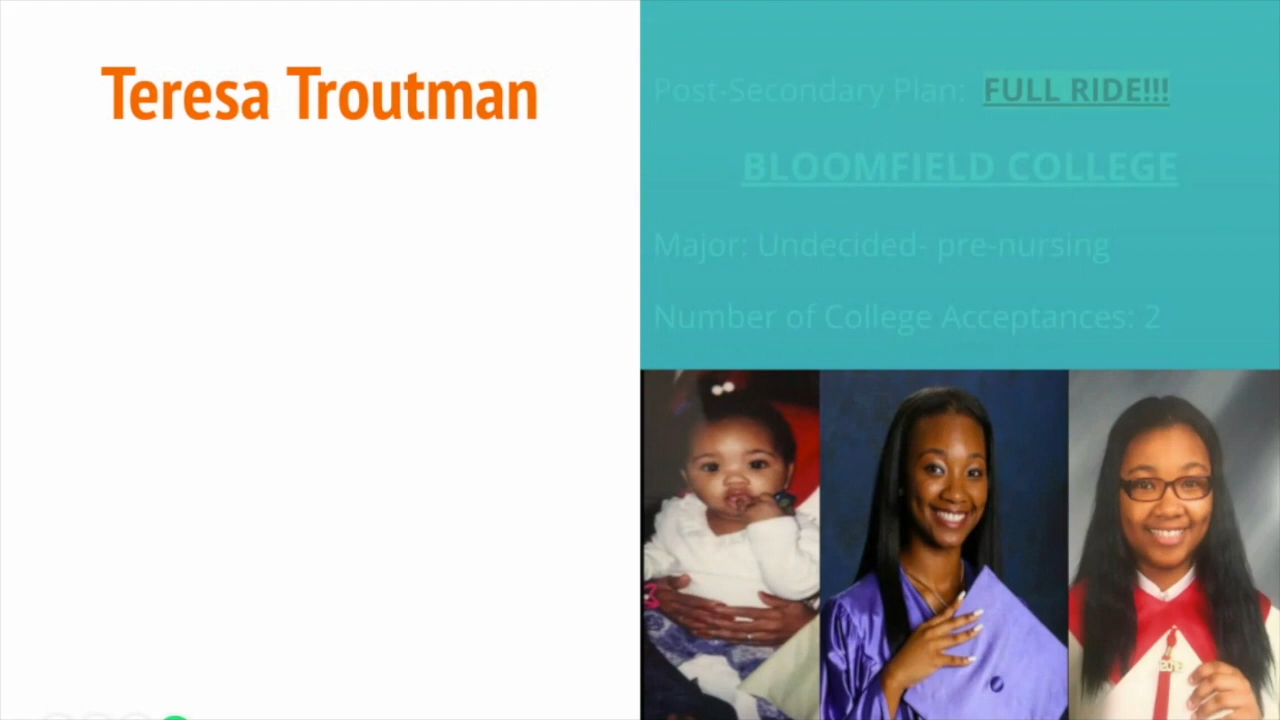 Teresa Troutman
Post-Secondary Plan: FULL RIDE!!!
BLOOMFIELD COLLEGE
Major: Undecided- pre-nursing
Number of College Acceptances: 2